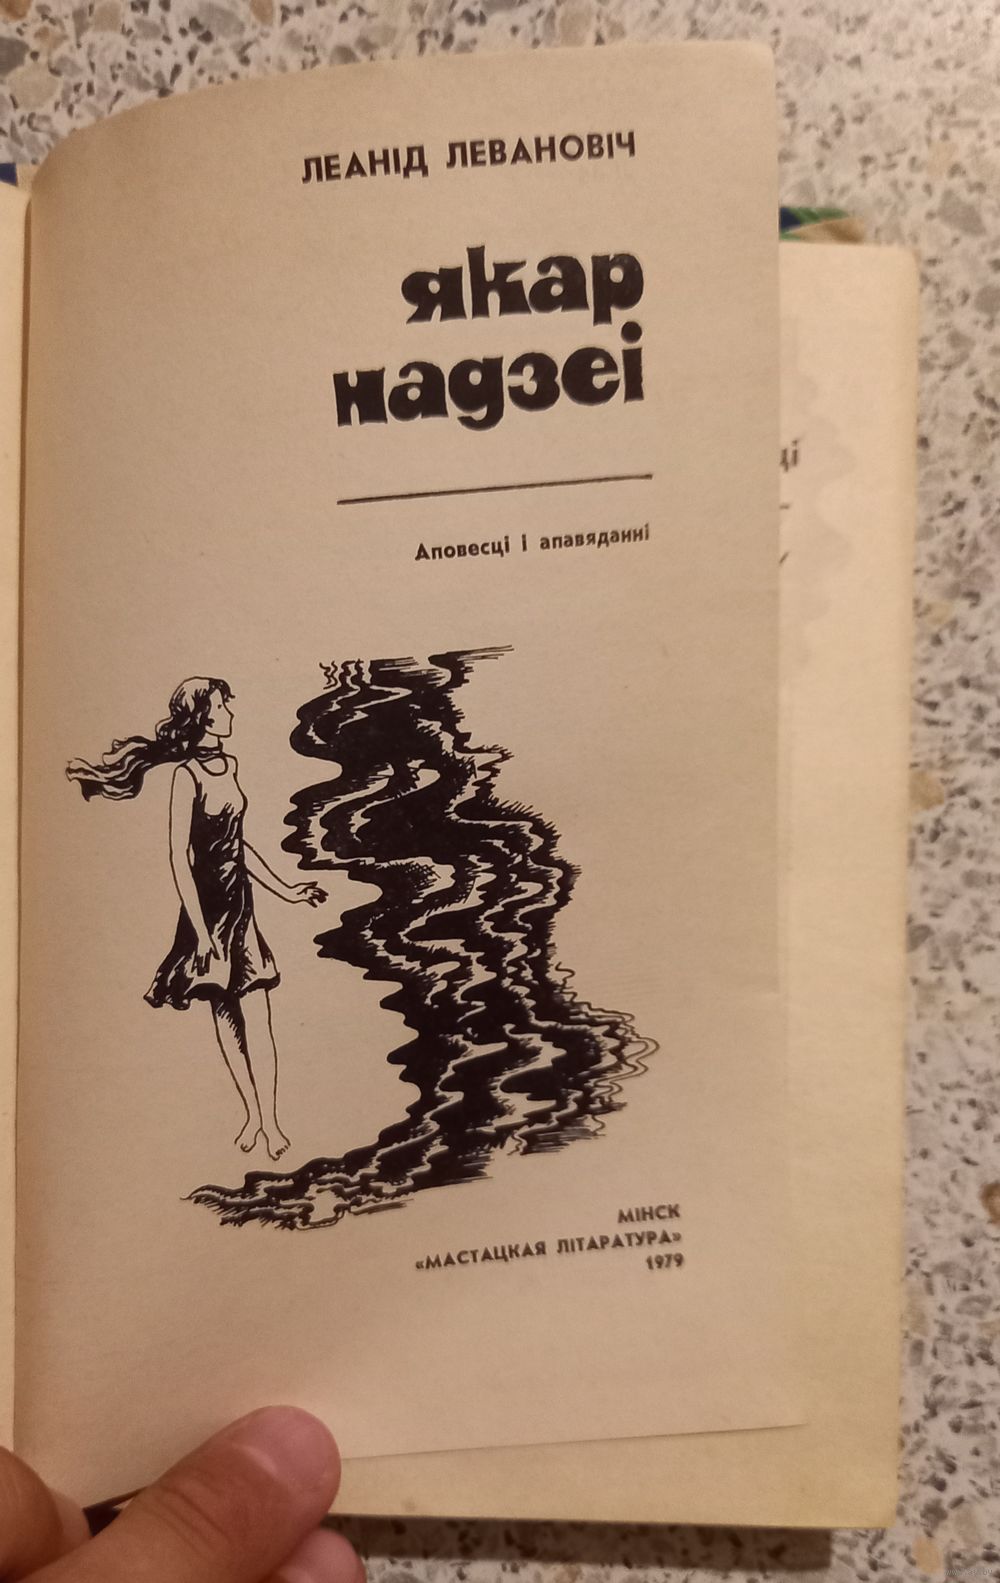 ЛЕАНІД ЛЕВАНОВІЧ
якар
надзеі
Аповесці і апавяданні
МІНСК
«МАСТАЦКАЯ ЛІТАРАТУРА»
1979